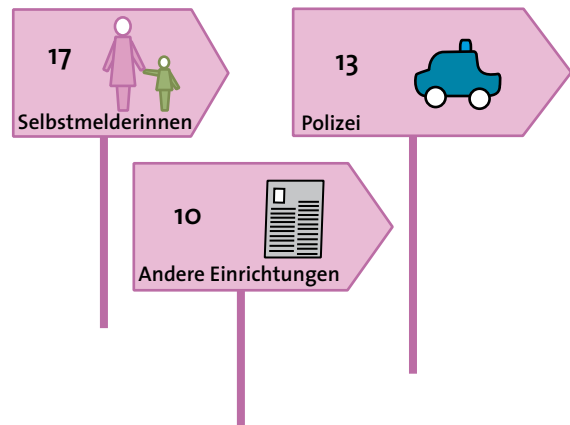 17
Selbstmelderinnen
13
Polizei
10
Andere Einrichtungen